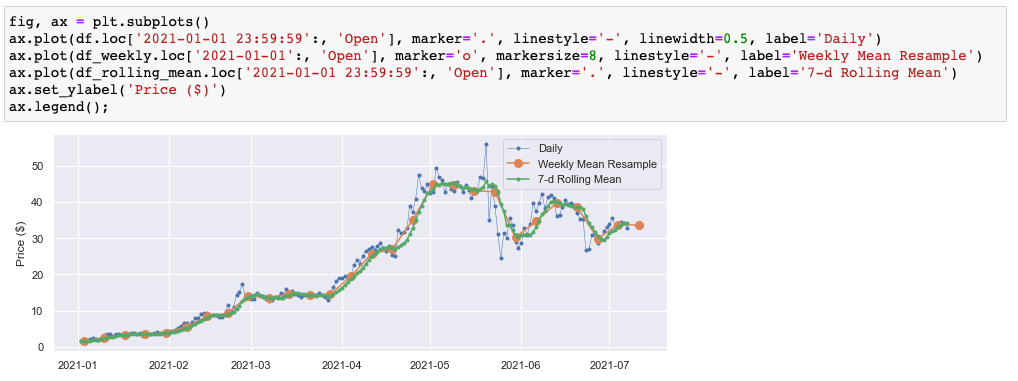 fig, ax = plt.subplots()
ax.plot(df.loc['2021-01-01 23:59:59':, 'Open'], marker='.', linestyle='-', linewidth=0.5, label='Daily')
ax.plot(df_weekly.loc['2021-01-01':, 'Open'], marker='o', markersize=8, linestyle='-', label='Weekly Mean Resample')
ax.plot(df_rolling_mean.loc['2021-01-01 23:59:59':, 'Open'], marker='.', linestyle='-', label='7-d Rolling Mean')
ax.set_ylabel('Price ($)')
ax.legend();
Daily
Weekly Mean Resample
7-d Rolling Mean
50
40
30
20
10
0
Price ($)
2021-01 2021-02 2021-03 2021-04 2021-05 2021-06 2021-07